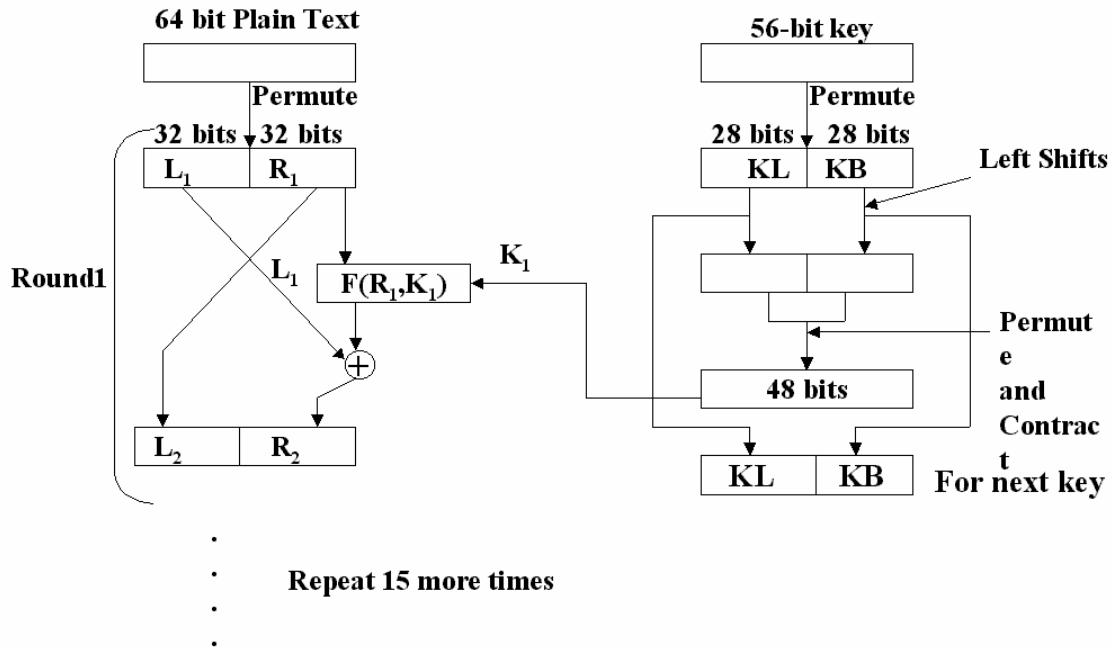 64 bit Plain Text
56-bit key
Permute
Permute
32 bits 32 bits
28 bits 28 bits
L₁ R₁
KL KB
Left Shifts
Round1
L₁
K₁
F(R₁,K₁)
+
Permut
e
and
Contrac
t
48 bits
L₂ R₂
KL KB
For next key
Repeat 15 more times